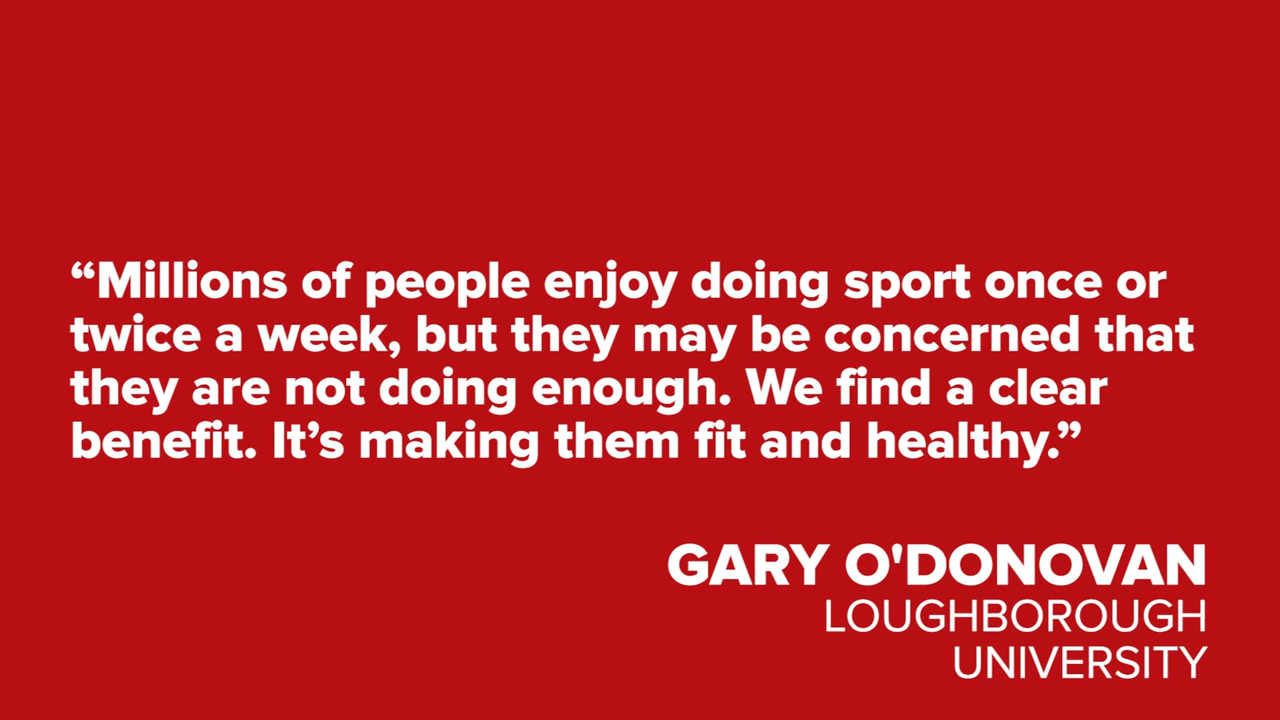 “Millions of people enjoy doing sport once or
twice a week, but they may be concerned that
they are not doing enough. We find a clear
benefit. It’s making them fit and healthy.”
GARY O'DONOVAN
LOUGHBOROUGH
UNIVERSITY